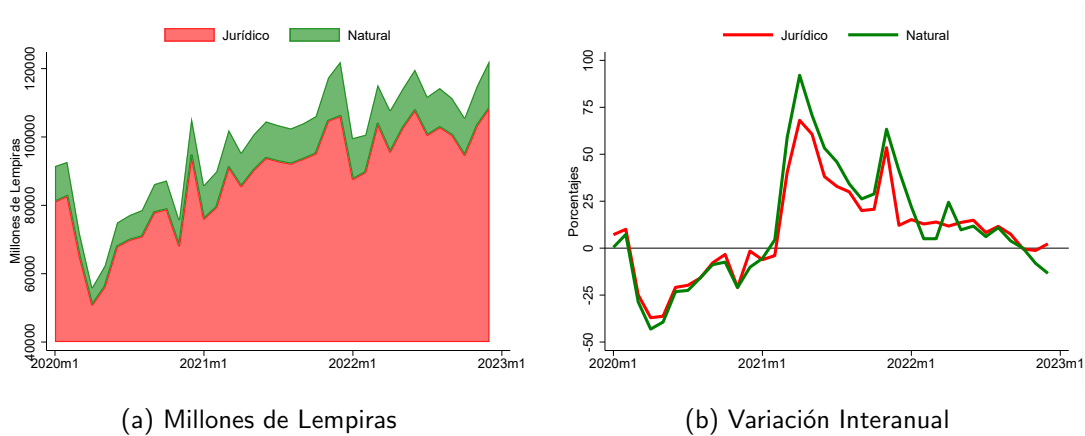 Jurídico Natural
Millones de Lempiras
120000
100000
80000
60000
400000
2020m1 2021m1 2022m1 2023m1
(a) Millones de Lempiras
Jurídico Natural
Porcentajes
100
75
50
25
0
-25
-50
2020m1 2021m1 2022m1 2023m1
(b) Variación Interanual